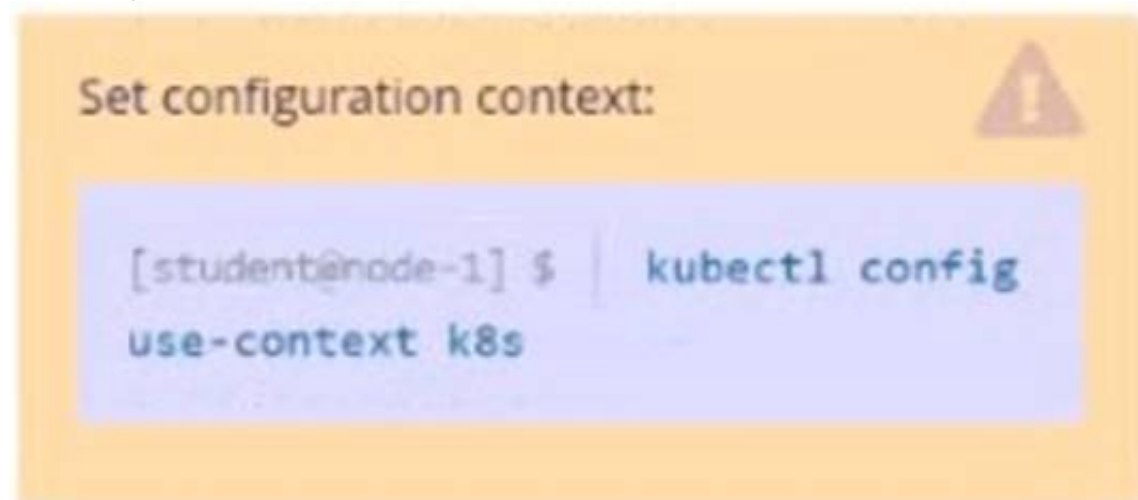 Set configuration context:
[student@node-1] $ | kubectl config
use-context k8s